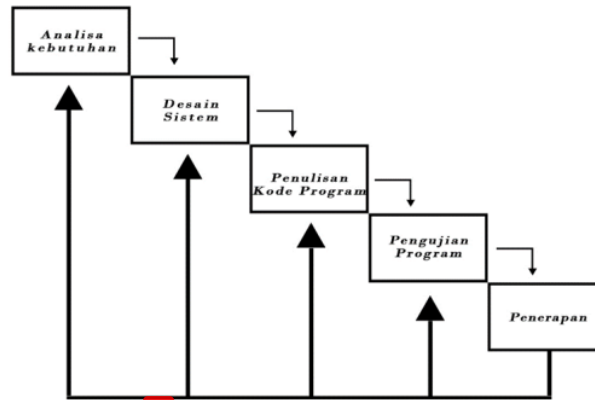 Analisa
kebutuhan
Desain
Sistem
Penulisan
Kode Program
Pengujian
Program
Penerapan